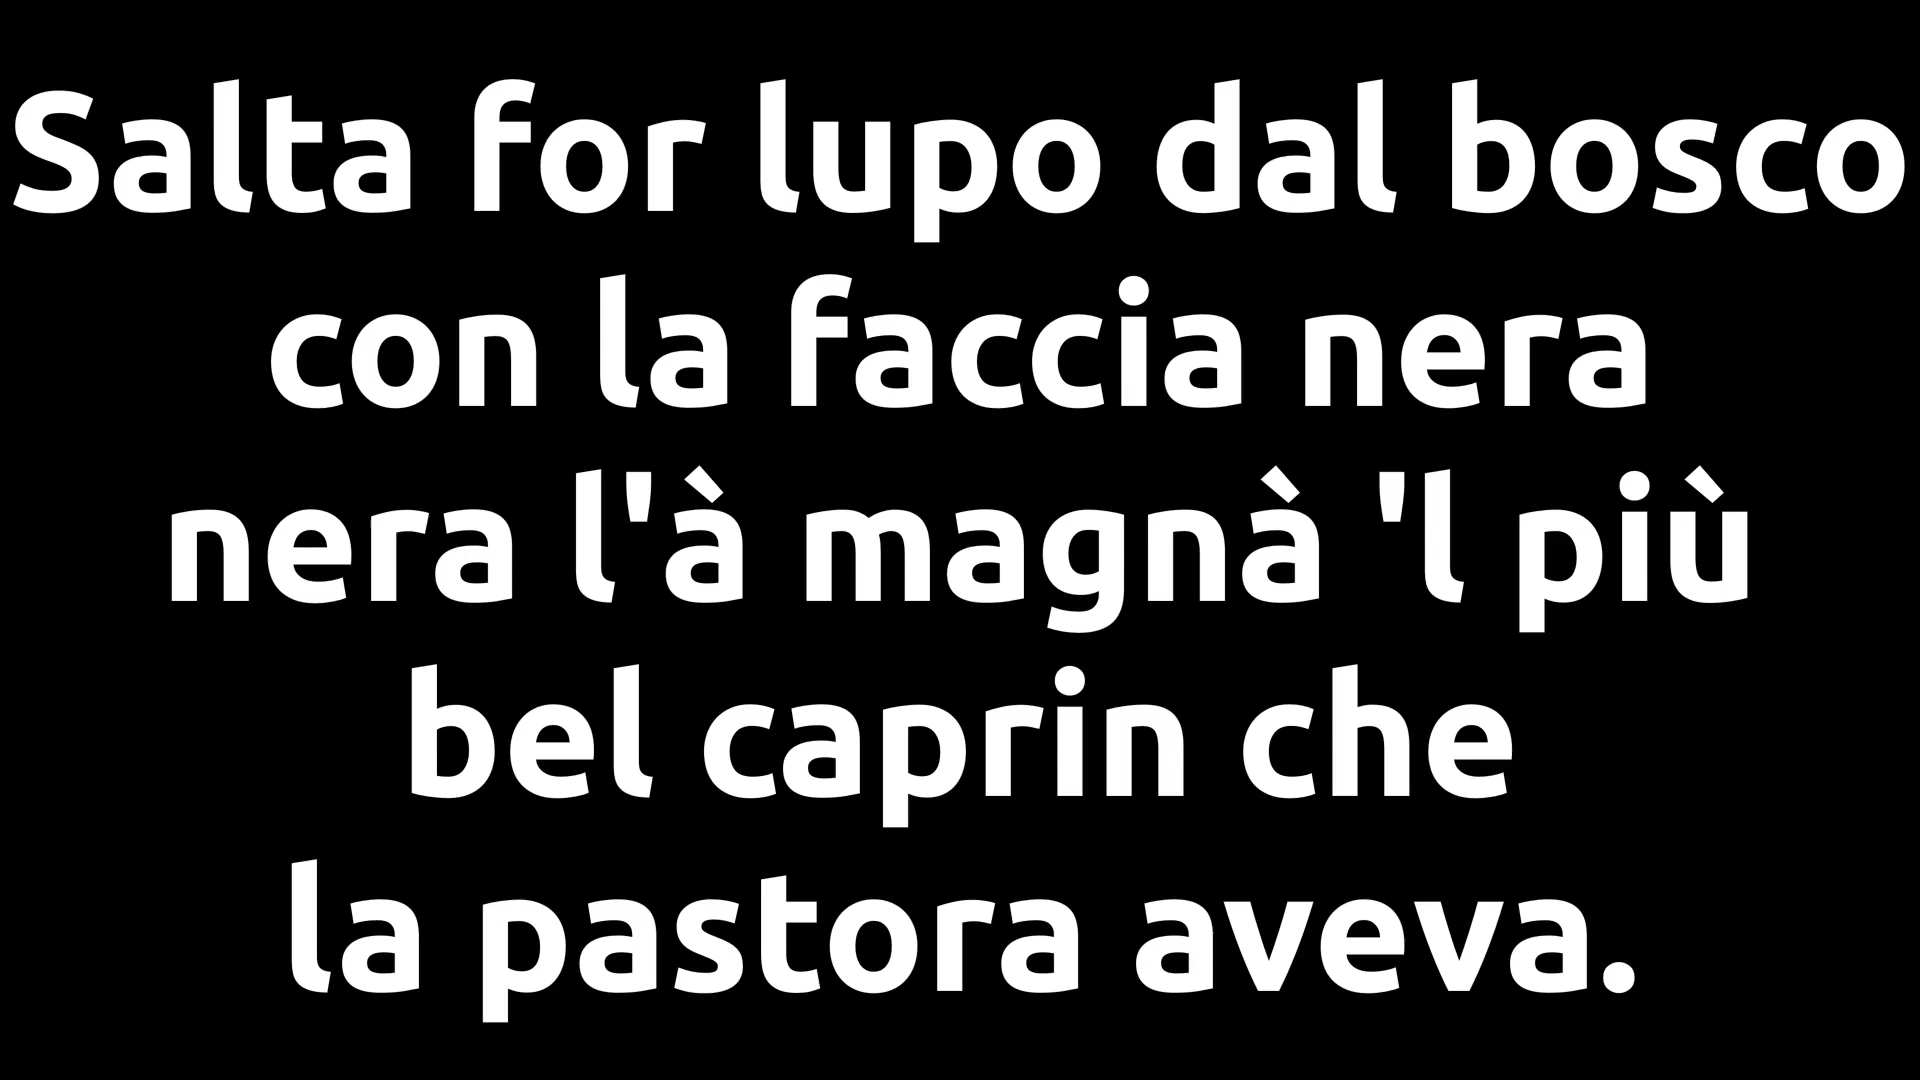 Salta for lupo dal bosco
con la faccia nera
nera l'à magnà 'l più
bel caprin che
la pastora aveva.